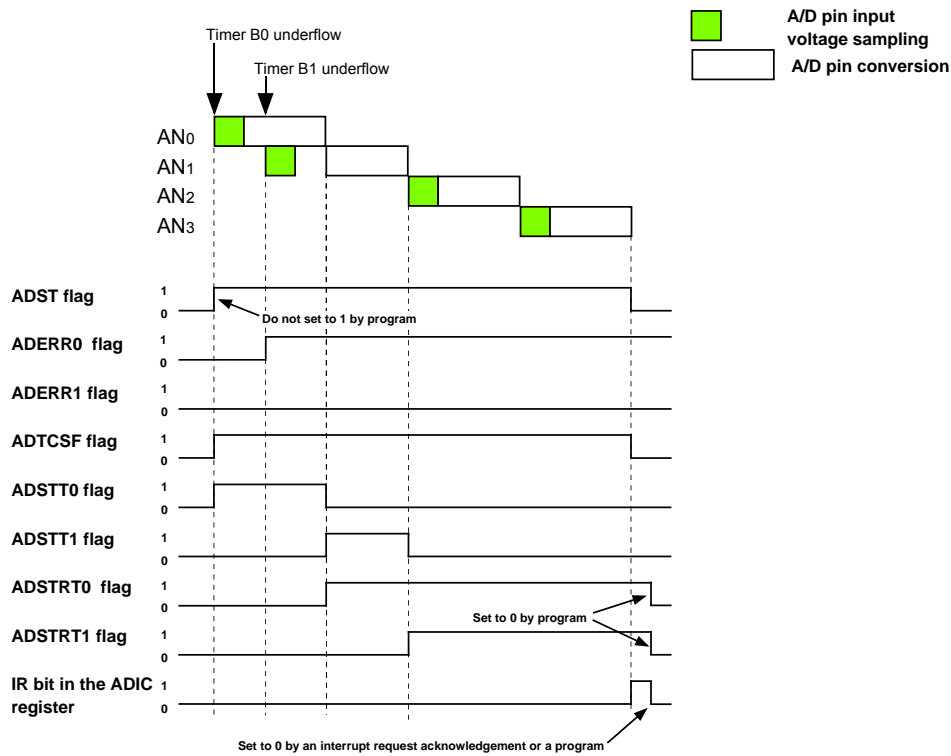 A/D pin input
voltage sampling
A/D pin conversion
Timer B0 underflow
Timer B1 underflow
AN0
AN1
AN2
AN3
ADST flag 1
0
Do not set to 1 by program
ADERR0 flag 1
0
ADERR1 flag 1
0
ADTCSF flag 1
0
ADSTT0 flag 1
0
ADSTT1 flag 1
0
ADSTRT0 flag 1
0
Set to 0 by program
ADSTRT1 flag 1
0
IR bit in the ADIC 1
register 0
Set to 0 by an interrupt request acknowledgement or a program